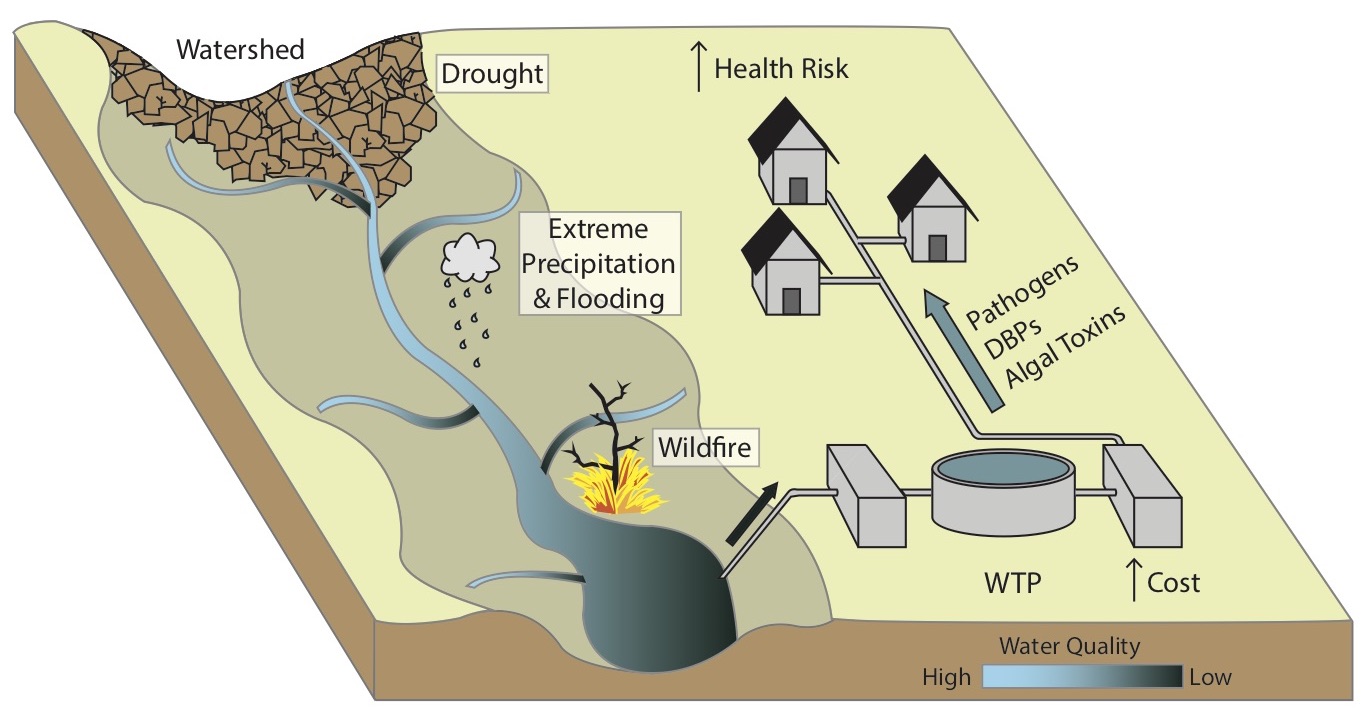 Watershed
Drought
Health Risk
Extreme
Precipitation
& Flooding
Pathogens
DBPs
Algal Toxins
Wildfire
WTP
Cost
Water Quality
High
Low